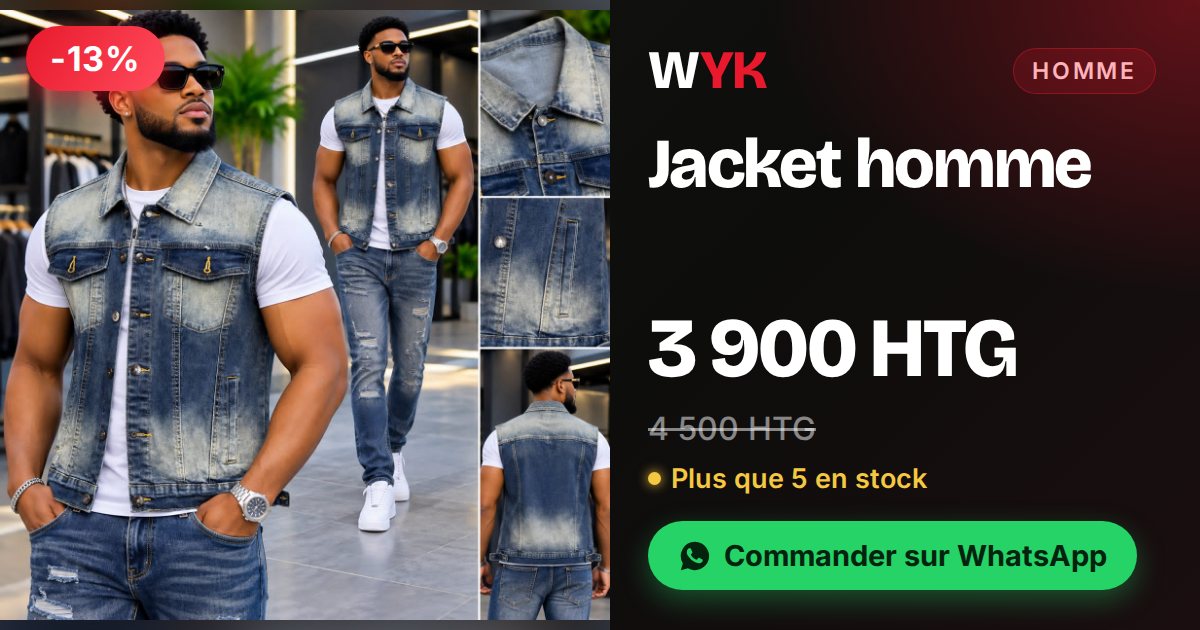 -13%
WYK
HOMME
Jacket homme
3 900 HTG
4 500 HTG
Plus que 5 en stock
Commander sur WhatsApp